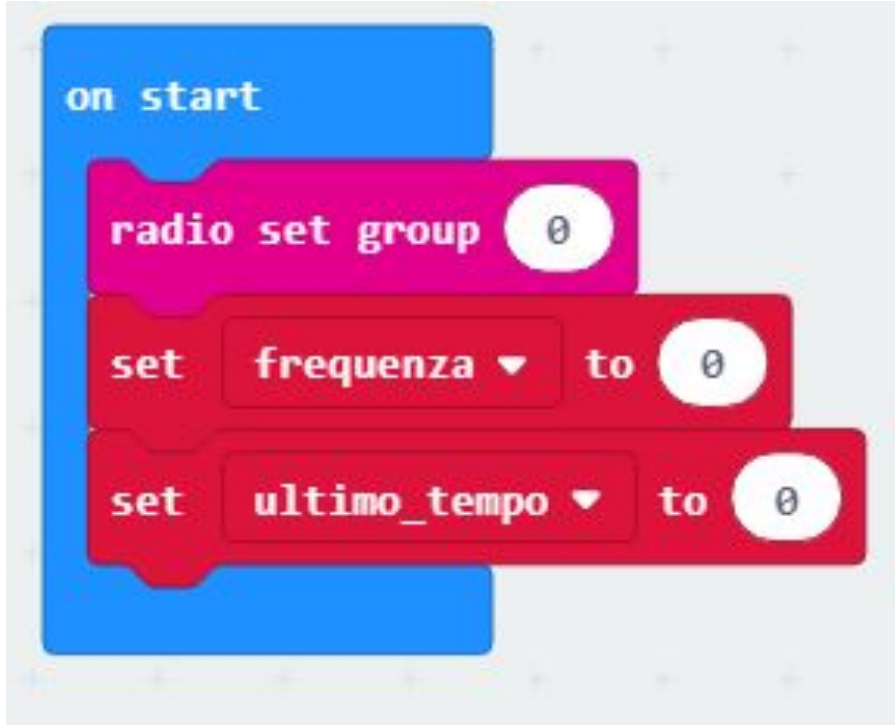 on start
radio set group 0
set frequenza to 0
set ultimo_tempo to 0